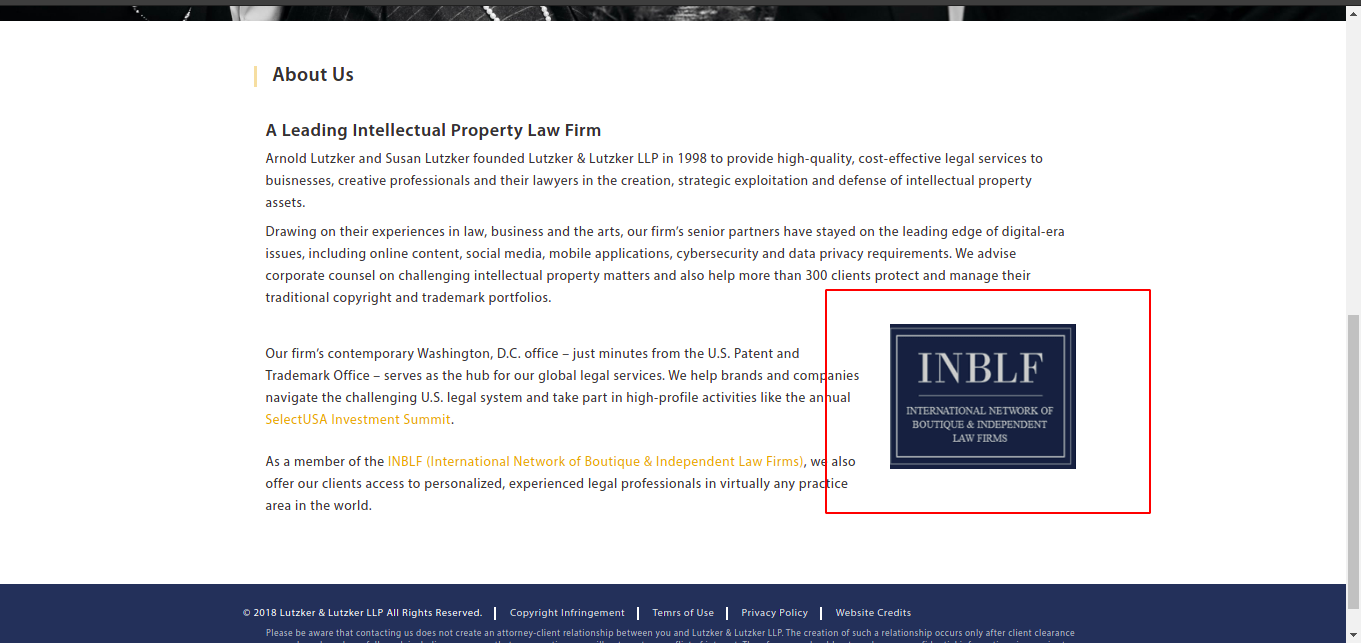 About Us
A Leading Intellectual Property Law Firm
Arnold Lutzker and Susan Lutzker founded Lutzker & Lutzker LLP in 1998 to provide high-quality, cost-effective legal services to
buisnesses, creative professionals and their lawyers in the creation, strategic exploitation and defense of intellectual property
assets.
Drawing on their experiences in law, business and the arts, our firm's senior partners have stayed on the leading edge of digital-era
issues, including online content, social media, mobile applications, cybersecurity and data privacy requirements. We advise
corporate counsel on challenging intellectual property matters and also help more than 300 clients protect and manage their
traditional copyright and trademark portfolios.
Our firm's contemporary Washington, D.C. office – just minutes from the U.S. Patent and
Trademark Office – serves as the hub for our global legal services. We help brands and companies
navigate the challenging U.S. legal system and take part in high-profile activities like the annual
SelectUSA Investment Summit.
As a member of the INBLF (International Network of Boutique & Independent Law Firms), we also
offer our clients access to personalized, experienced legal professionals in virtually any practice
area in the world.
INBLF
INTERNATIONAL NETWORK OF
BOUTIQUE & INDEPENDENT
LAW FIRMS
© 2018 Lutzker & Lutzker LLP All Rights Reserved. | Copyright Infringement | Temrs of Use | Privacy Policy | Website Credits
Please be aware that contacting us does not create an attorney-client relationship between you and Lutzker & Lutzker LLP. The creation of such a relationship occurs only after client clearance